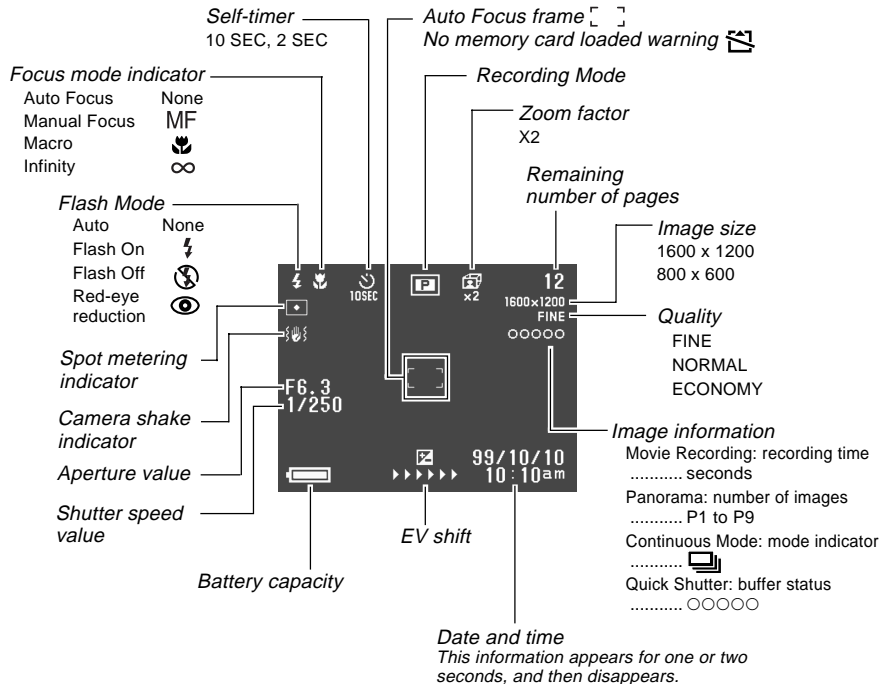 Self-timer
10 SEC, 2 SEC
Auto Focus frame
No memory card loaded warning
Focus mode indicator
Auto Focus None
Manual Focus MF
Macro
Infinity ∞
Recording Mode
Zoom factor
X2
Remaining
number of pages
Flash Mode
Auto None
Flash On
Flash Off
Red-eye
reduction
Image size
1600 x 1200
800 x 600
10SEC
P
×2
12
1600×1200
FINE
○○○○○
Quality
FINE
NORMAL
ECONOMY
Spot metering
indicator
Camera shake
indicator
Aperture value
Shutter speed
value
F6.3
1/250
99/10/10
10:10am
Battery capacity
EV shift
Image information
Movie Recording: recording time
........... seconds
Panorama: number of images
........... P1 to P9
Continuous Mode: mode indicator
...........
Quick Shutter: buffer status
........... ○○○○○
Date and time
This information appears for one or two
seconds, and then disappears.